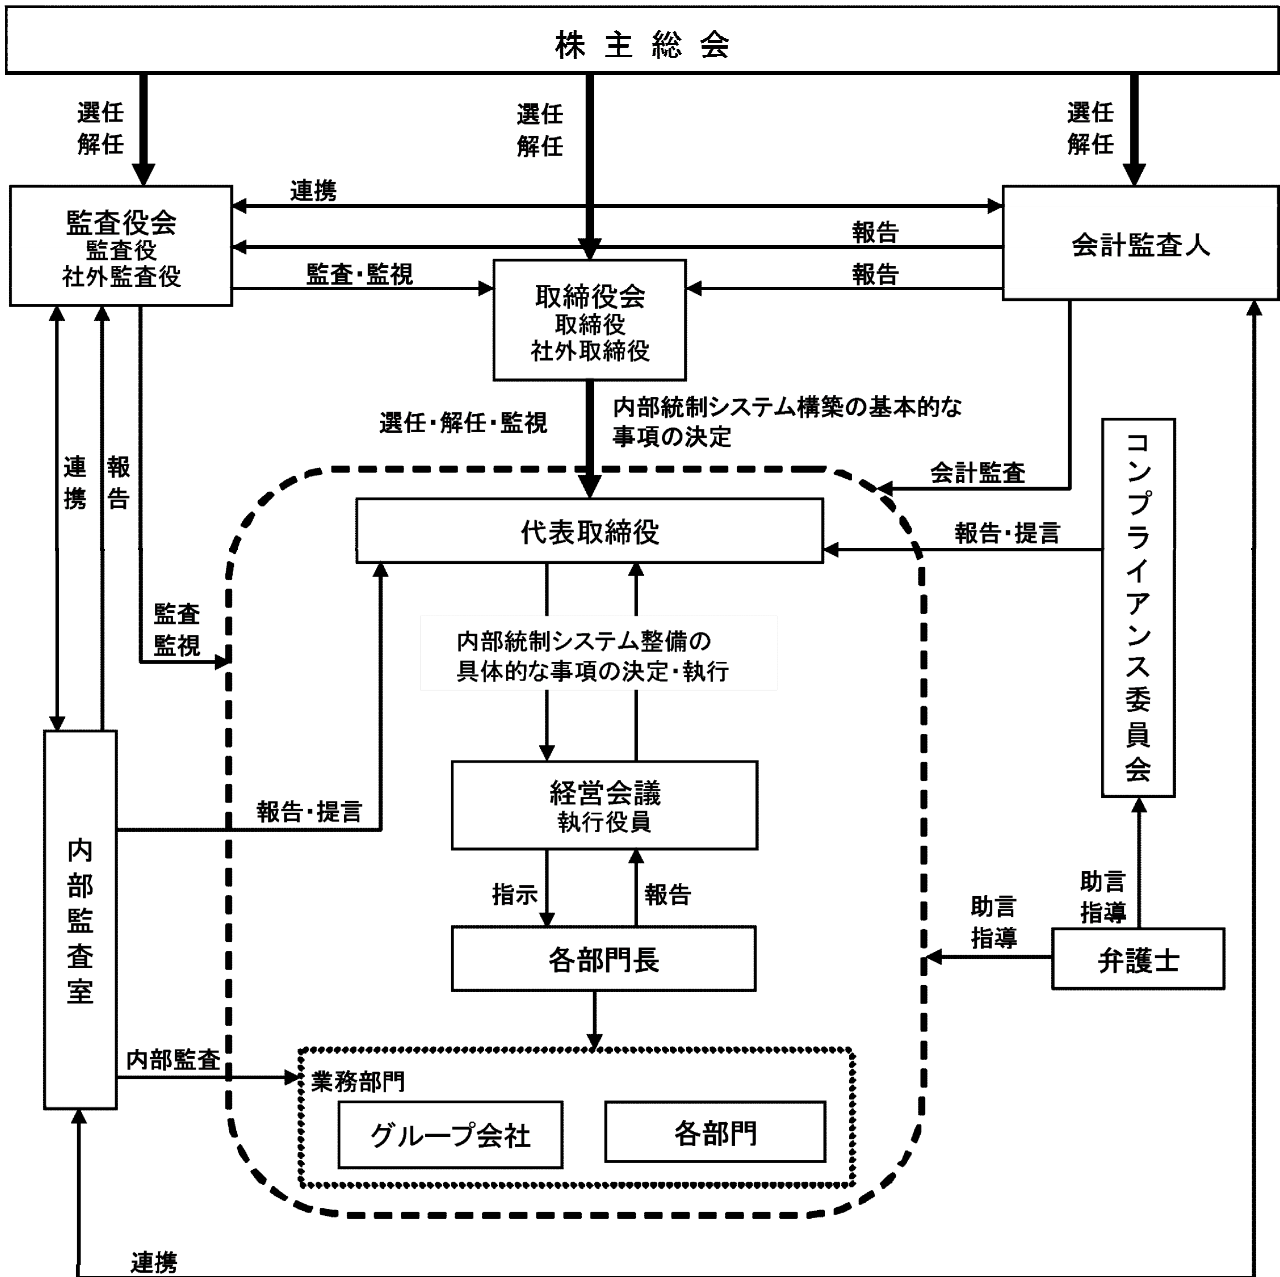 株主総会
選任
解任
選任
解任
選任
解任
連携
監査役会
監査役
社外監査役
報告
会計監査人
監査・監視
報告
取締役会
取締役
社外取締役
選任・解任・監視
内部統制システム構築の基本的な
事項の決定
連携
報告
会計監査
コンプライアンス委員会
代表取締役
報告・提言
監査
監視
内部統制システム整備の
具体的な事項の決定・執行
経営会議
執行役員
報告・提言
内部監査室
指示
報告
助言
指導
助言
指導
各部門長
弁護士
内部監査
業務部門
グループ会社
各部門
連携